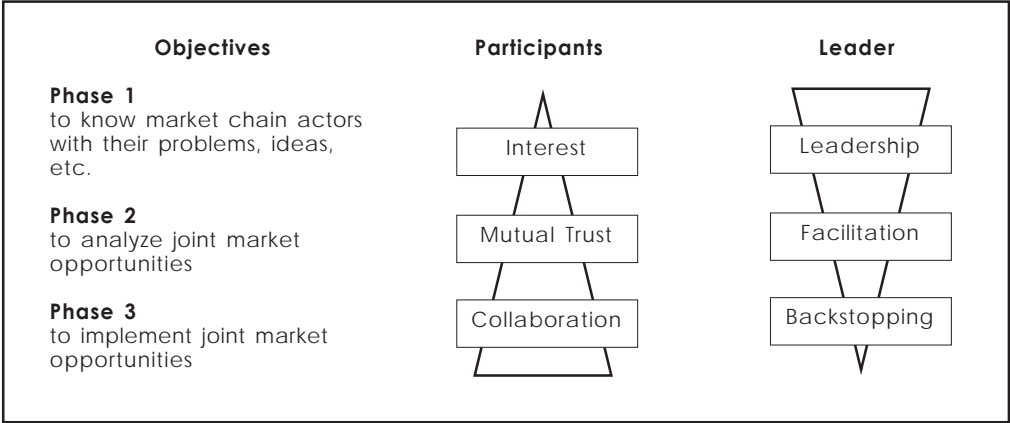 Objectives
Phase 1
to know market chain actors
with their problems, ideas,
etc.
Phase 2
to analyze joint market
opportunities
Phase 3
to implement joint market
opportunities
Participants
Interest
Mutual Trust
Collaboration
Leader
Leadership
Facilitation
Backstopping